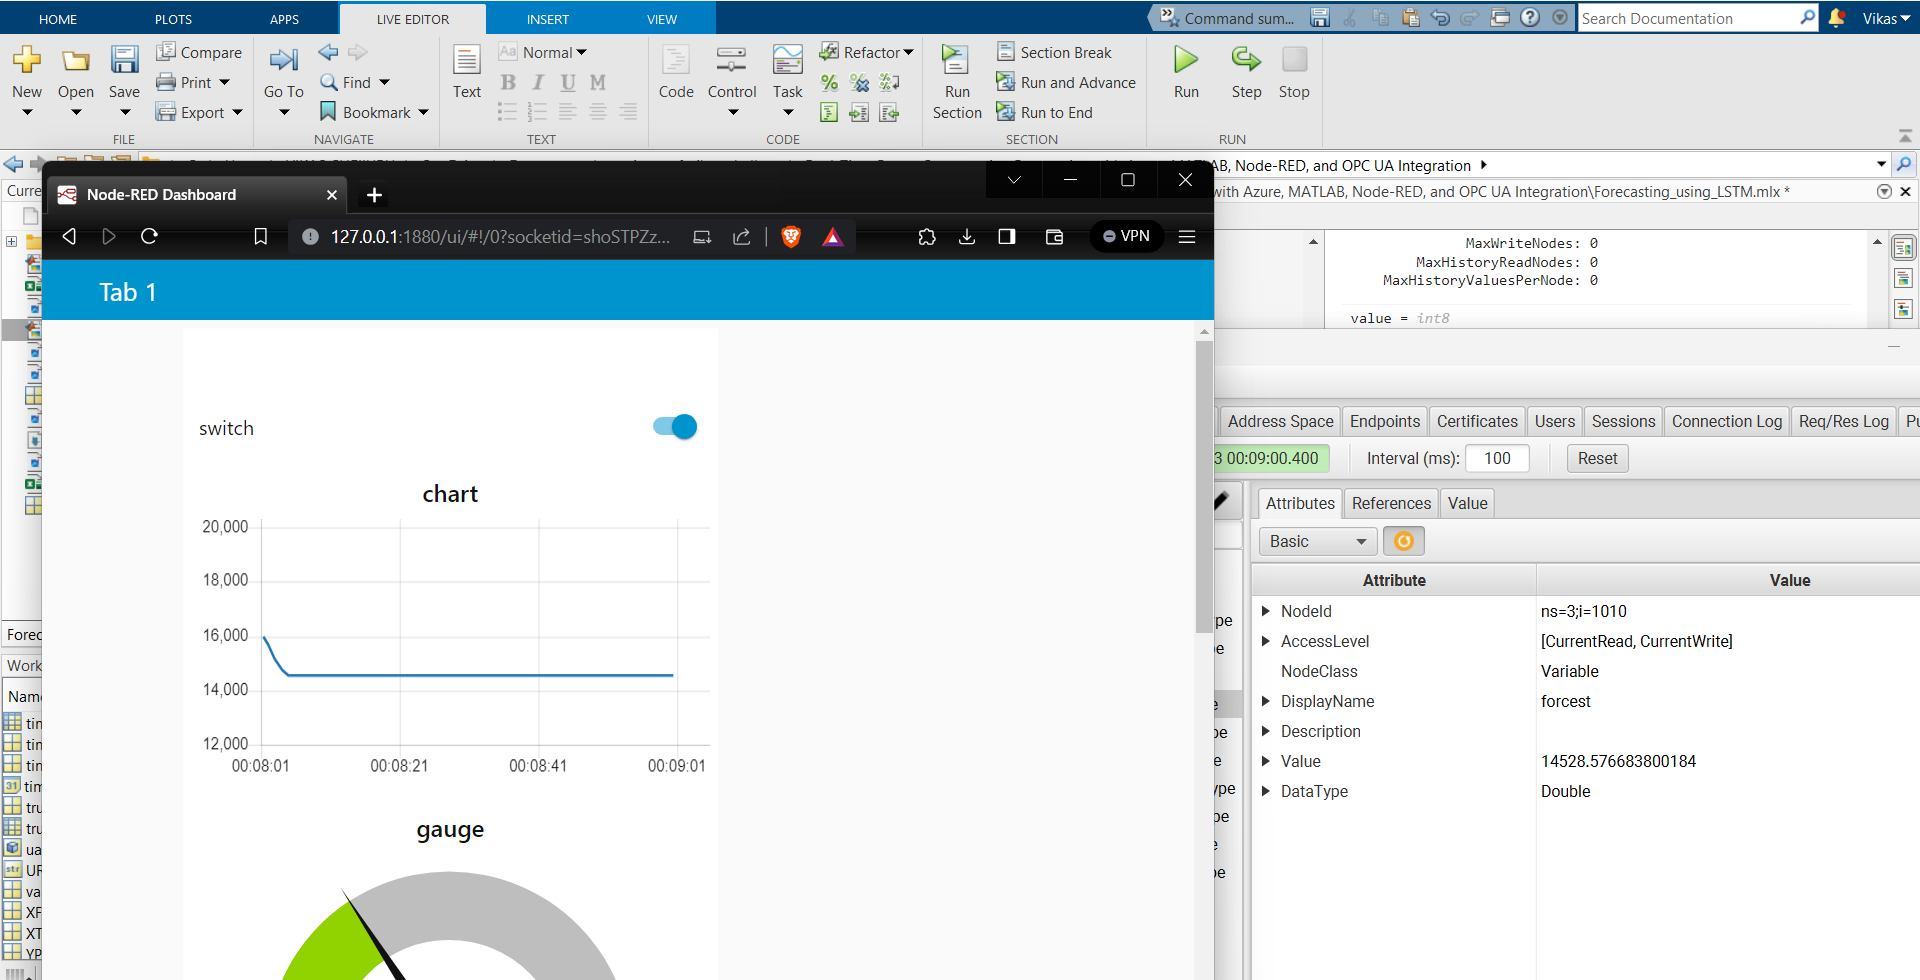 HOME PLOTS APPS LIVE EDITOR INSERT VIEW
Command sum... Search Documentation Vikas
New Open Save Compare Print Export
FILE
Go To Find Bookmark
NAVIGATE
Text Normal B I U M
Aa
TEXT
Code Control Task Refactor
CODE
Run Section Section Break
Run and Advance
Run to End
SECTION
Run Step Stop
RUN
AB, Node-RED, and OPC UA Integration
with Azure, MATLAB, Node-RED, and OPC UA Integration\Forecasting_using_LSTM.mlx *
Curre
Forec
Work
Name
tin
tin
tin
31 tim
tru
tru
ua
str UR
va
XF
XT
YP
Node-RED Dashboard
127.0.0.1:1880/ui/#!/0?socketid=shoSTPZz...
VPN
Tab 1
switch
chart
20,000
18,000
16,000
14,000
12,000
00:08:01 00:08:21 00:08:41 00:09:01
gauge
MaxWriteNodes: 0
MaxHistoryReadNodes: 0
MaxHistoryValuesPerNode: 0
value = int8
Address Space Endpoints Certificates Users Sessions Connection Log Req/Res Log Pu
3 00:09:00.400 Interval (ms): 100 Reset
Attributes References Value
Basic
Attribute Value
NodeId ns=3;i=1010
AccessLevel [CurrentRead, CurrentWrite]
NodeClass Variable
DisplayName forcest
Description
Value 14528.576683800184
DataType Double